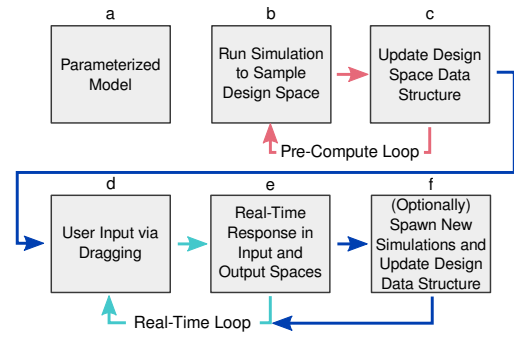 a
b
c
Parameterized
Model
Run Simulation
to Sample
Design Space
Update Design
Space Data
Structure
Pre-Compute Loop
d
e
f
User Input via
Dragging
Real-Time
Response in
Input and
Output Spaces
(Optionally)
Spawn New
Simulations and
Update Design
Data Structure
Real-Time Loop